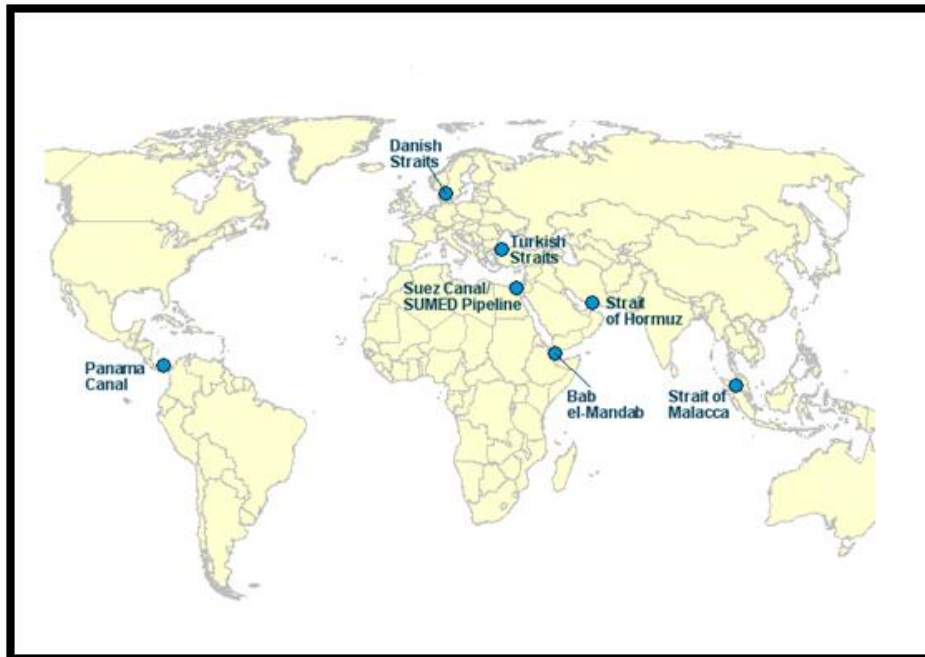 Danish
Straits
Turkish
Straits
Suez Canal/
SUMED Pipeline
Strait
of Hormuz
Panama
Canal
Bab
el-Mandab
Strait of
Malacca